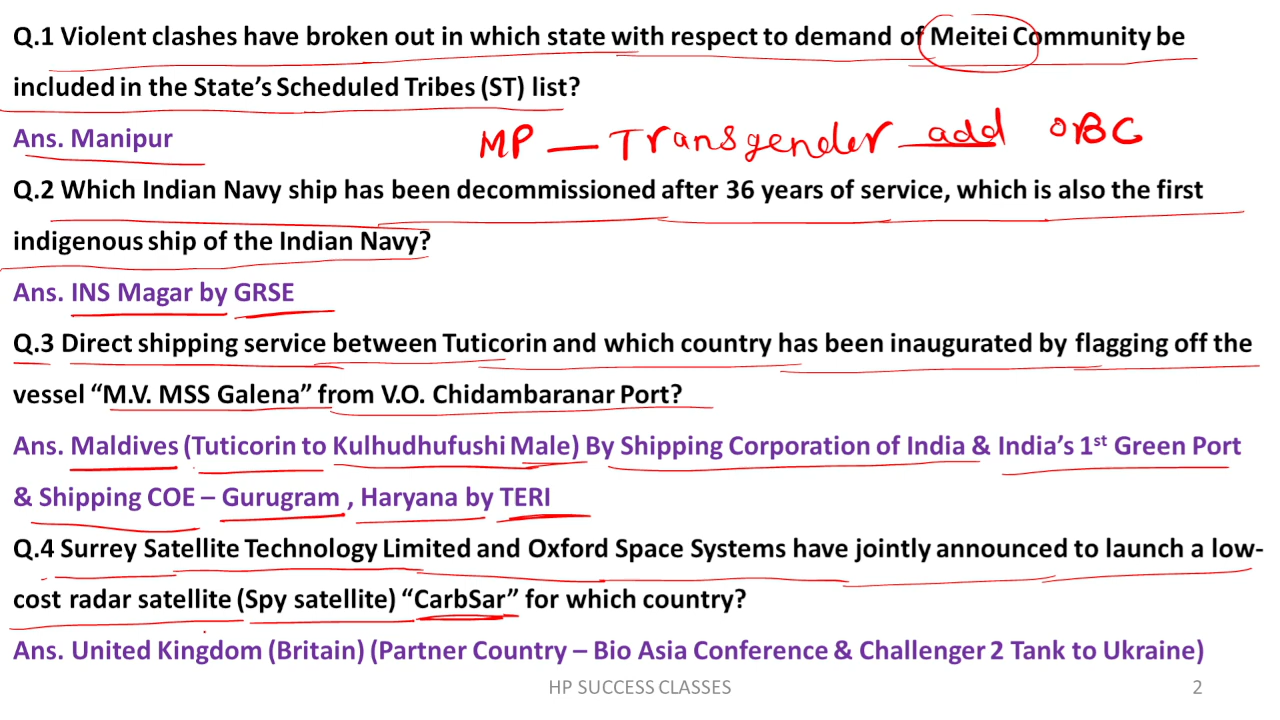 Q.1 Violent clashes have broken out in which state with respect to demand of Meitei Community be
included in the State’s Scheduled Tribes (ST) list?
Ans. Manipur
MP — Transgender add OBC
Q.2 Which Indian Navy ship has been decommissioned after 36 years of service, which is also the first
indigenous ship of the Indian Navy?
Ans. INS Magar by GRSE
Q.3 Direct shipping service between Tuticorin and which country has been inaugurated by flagging off the
vessel “M.V. MSS Galena” from V.O. Chidambaranar Port?
Ans. Maldives (Tuticorin to Kulhudhufushi Male) By Shipping Corporation of India & India’s 1st Green Port
& Shipping COE – Gurugram , Haryana by TERI
Q.4 Surrey Satellite Technology Limited and Oxford Space Systems have jointly announced to launch a low-
cost radar satellite (Spy satellite) “CarbSar” for which country?
Ans. United Kingdom (Britain) (Partner Country – Bio Asia Conference & Challenger 2 Tank to Ukraine)
HP SUCCESS CLASSES
2